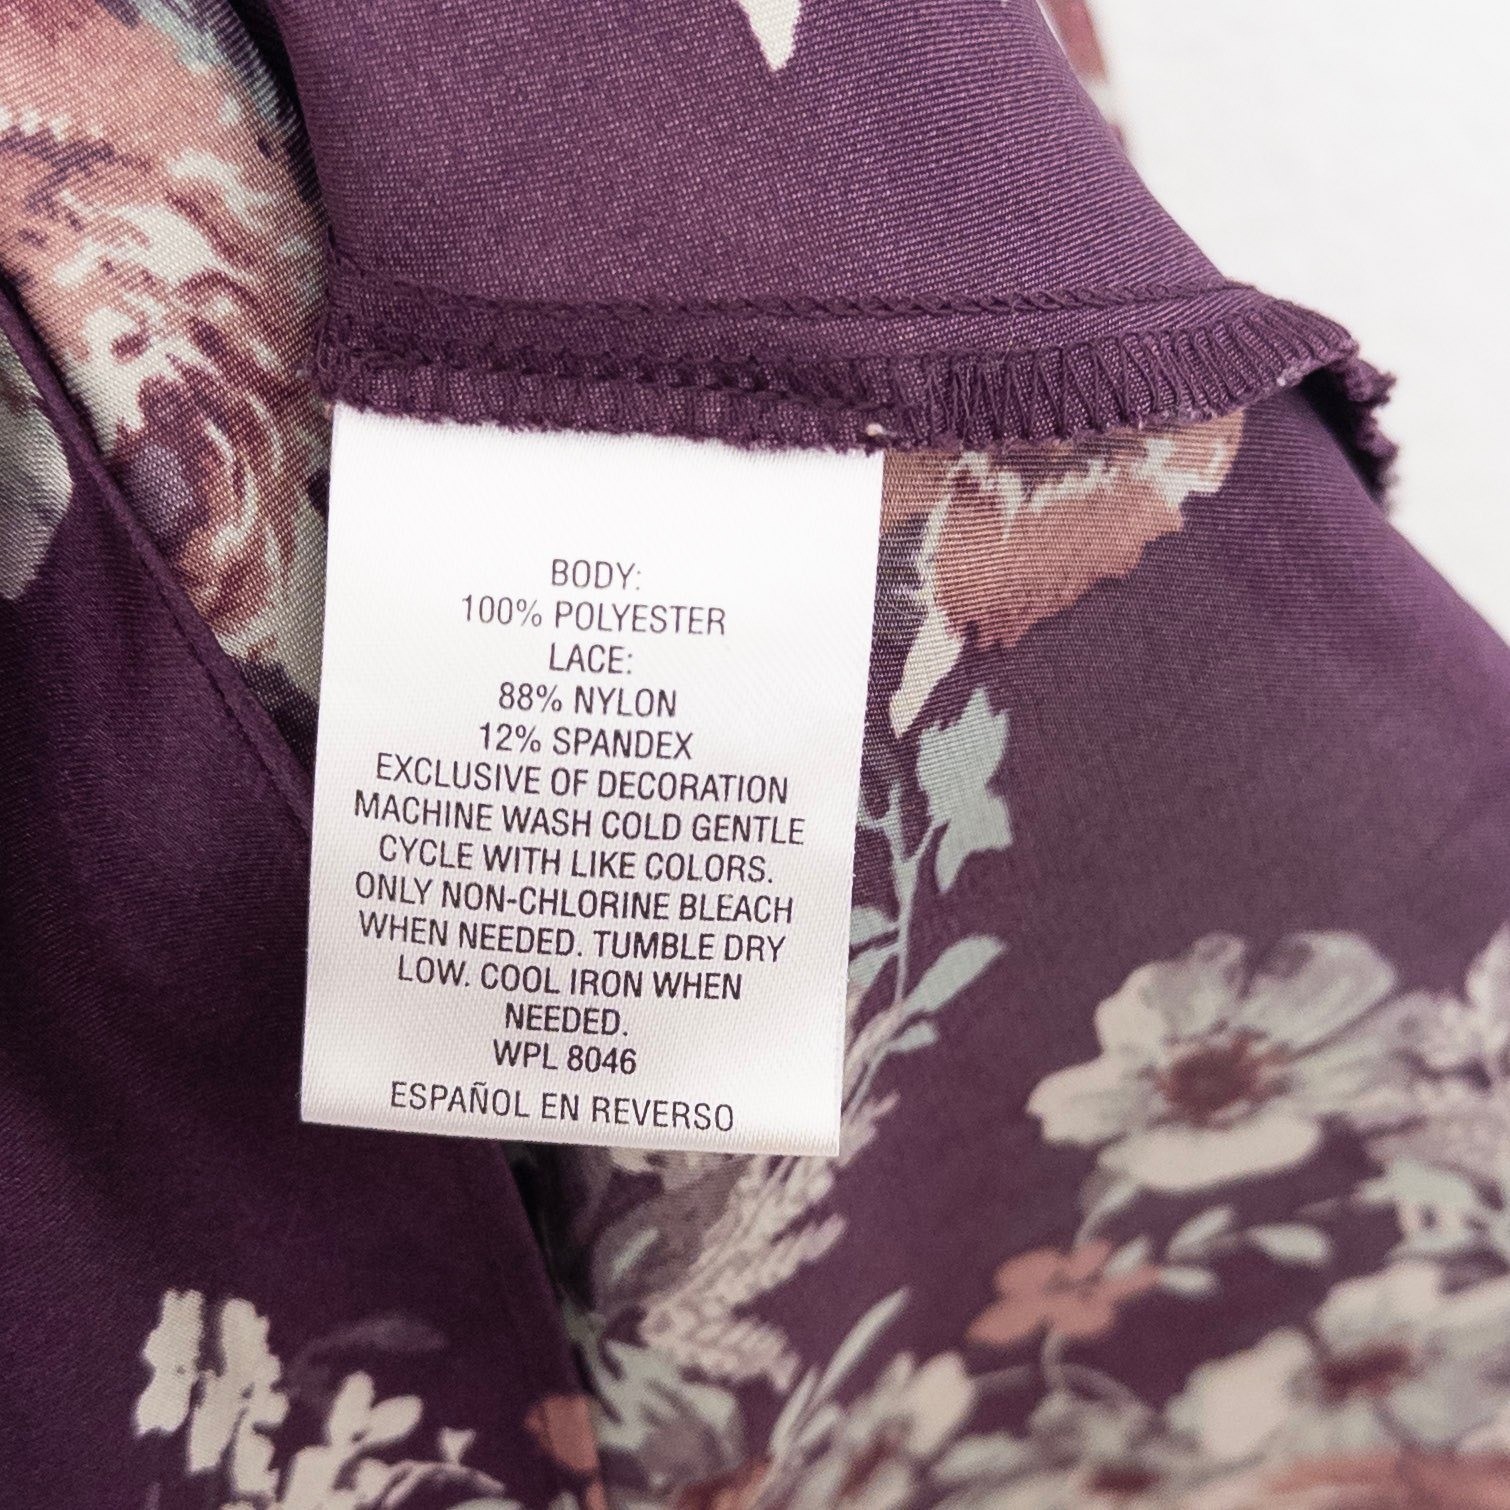 BODY:
100% POLYESTER
LACE:
88% NYLON
12% SPANDEX
EXCLUSIVE OF DECORATION
MACHINE WASH COLD GENTLE
CYCLE WITH LIKE COLORS.
ONLY NON-CHLORINE BLEACH
WHEN NEEDED. TUMBLE DRY
LOW. COOL IRON WHEN
NEEDED.
WPL 8046
ESPAÑOL EN REVERSO